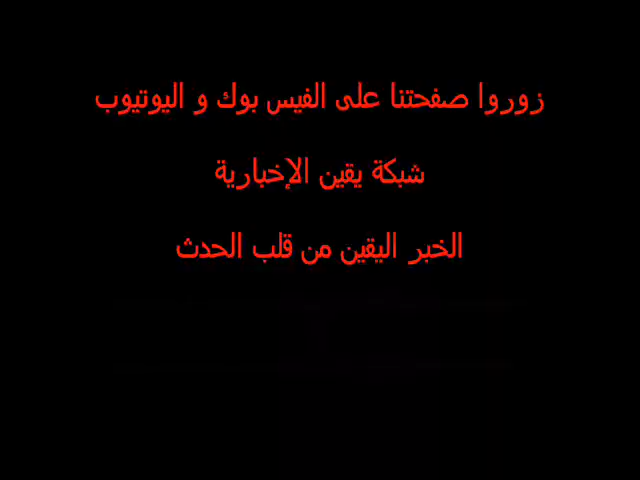 زوروا صفحتنا على الفيس بوك و اليوتيوب
شبكة يقين الإخبارية
الخبر اليقين من قلب الحدث